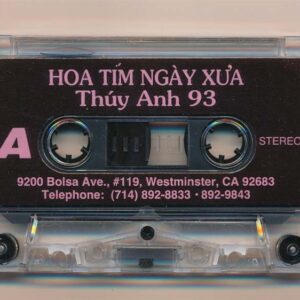 HOA TÍM NGÀY XƯA
Thúy Anh 93
A
STEREO
9200 Bolsa Ave., #119, Westminster, CA 92683
Telephone: (714) 892-8833 · 892-9843